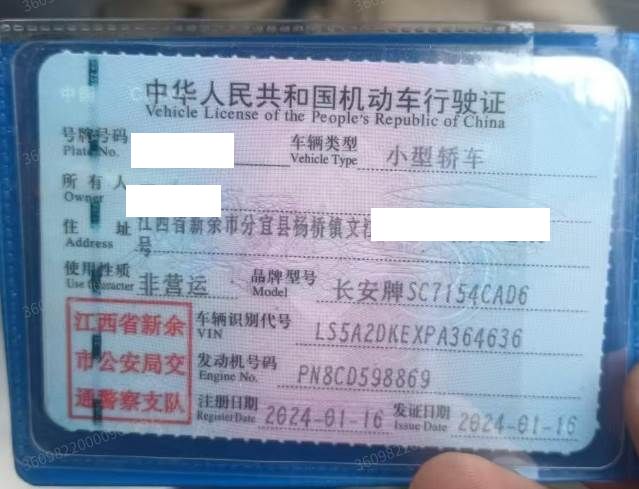 中华人民共和国机动车行驶证
Vehicle License of the People's Republic of China
号牌号码
Plate No.
车辆类型 小型轿车
Vehicle Type
所有人
Owner
住址 江西省新余市分宜县杨桥镇文
Address
号
使用性质 非营运 品牌型号 长安牌SC7154CAD6
Use Character Model
江西省新余
市公安局交
通警察支队
车辆识别代号 LS5A2DKEXPA364636
VIN
发动机号码 PN8CD598869
Engine No.
注册日期 2024-01-16 发证日期 2024-01-16
Register Date Issue Date